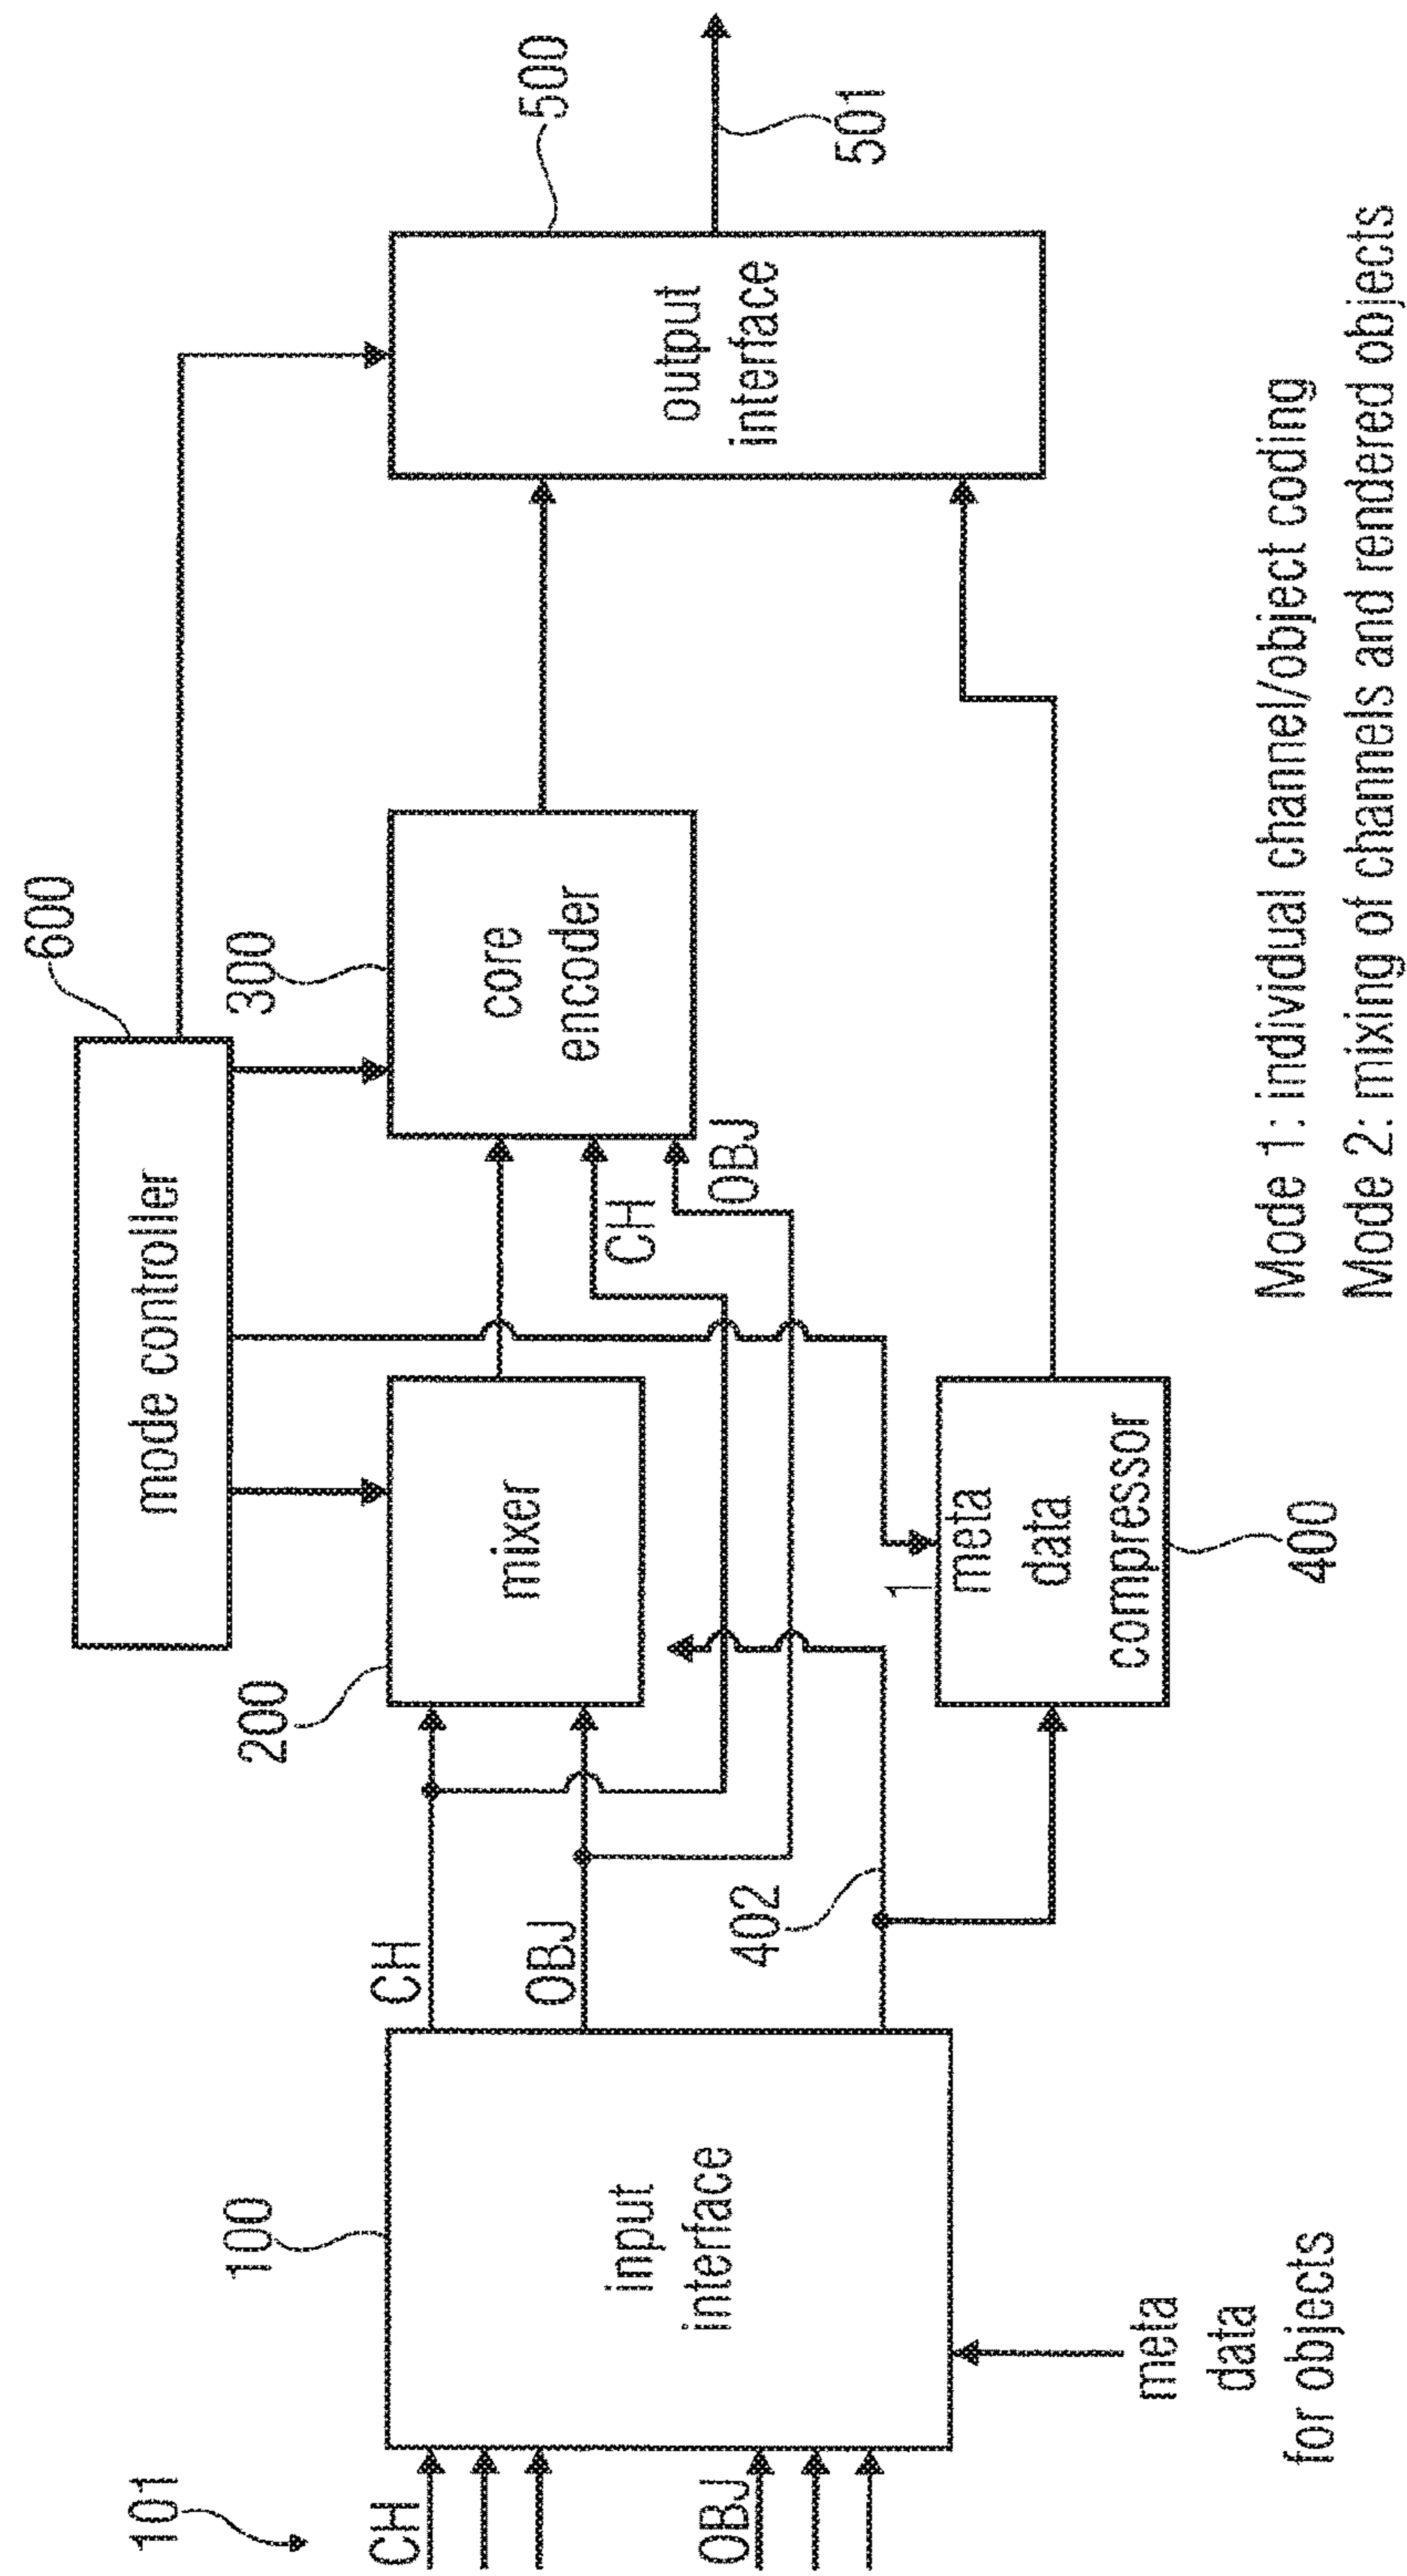 600
mode controller
500
300
200
100
101
CH
OBJ
CH
OBJ
input
interface
mixer
core
encoder
output
interface
CH
OBJ
501
402
1
meta
data
compressor
400
meta
data
for objects
Mode 1: individual channel/object coding
Mode 2: mixing of channels and rendered objects